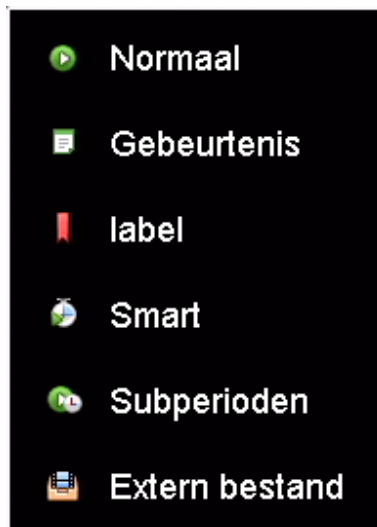 Normaal
Gebeurtenis
label
Smart
Subperioden
Extern bestand